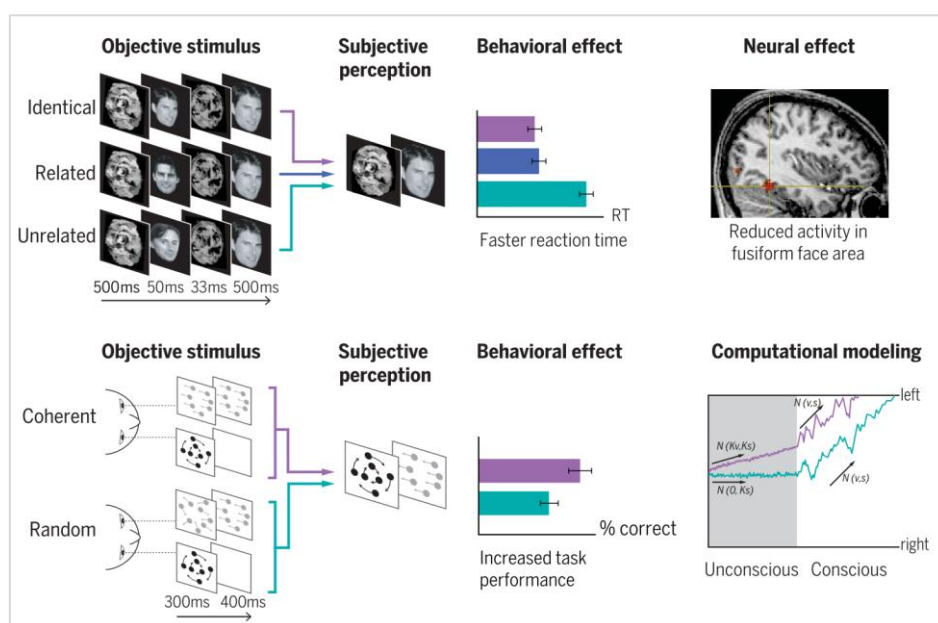 Objective stimulus
Subjective
perception
Behavioral effect
Neural effect
Identical
Related
Unrelated
500ms 50ms 33ms 500ms
RT
Faster reaction time
Reduced activity in
fusiform face area
Objective stimulus
Subjective
perception
Behavioral effect
Computational modeling
Coherent
Random
300ms 400ms
% correct
Increased task
performance
left
N (v,s)
N (Kv,Ks)
N (0, Ks)
N (v,s)
right
Unconscious Conscious